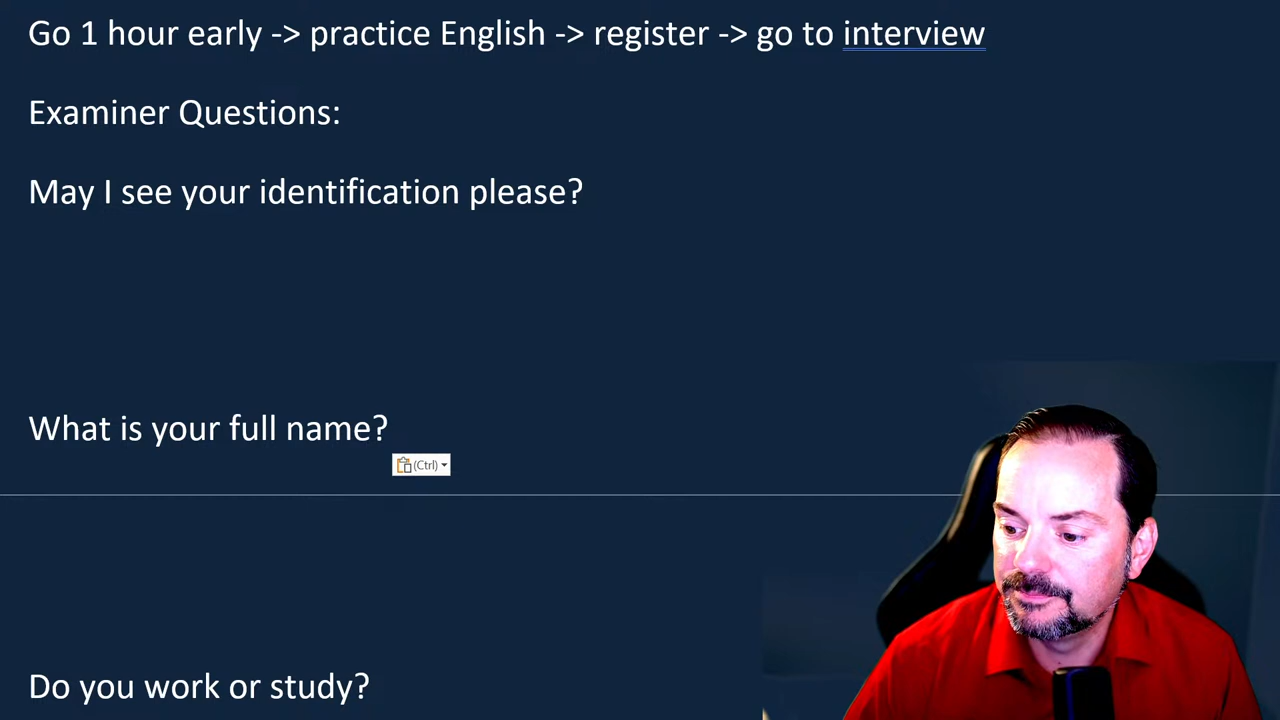 Go 1 hour early -> practice English -> register -> go to interview
Examiner Questions:
May I see your identification please?
What is your full name?
(Ctrl)
Do you work or study?